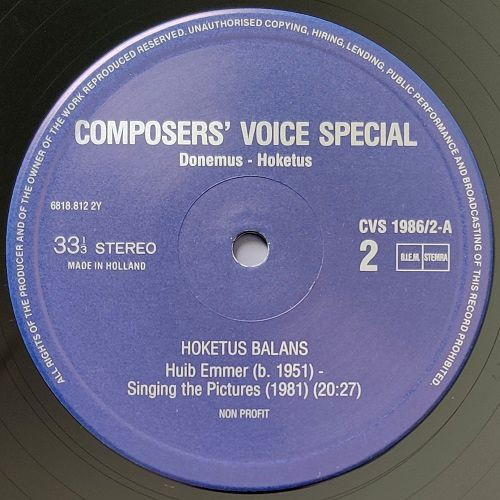 ALL RIGHTS OF THE PRODUCER AND OF THE OWNER OF THE WORK REPRODUCED RESERVED. UNAUTHORISED COPYING, HIRING, LENDING, PUBLIC PERFORMANCE AND BROADCASTING OF THIS RECORD PROHIBITED.
COMPOSERS' VOICE SPECIAL
Donemus - Hoketus
6818.812 2Y
CVS 1986/2-A
33⅓ STEREO
2
B.I.E.M. STEMRA
MADE IN HOLLAND
HOKETUS BALANS
Huib Emmer (b. 1951) -
Singing the Pictures (1981) (20:27)
NON PROFIT